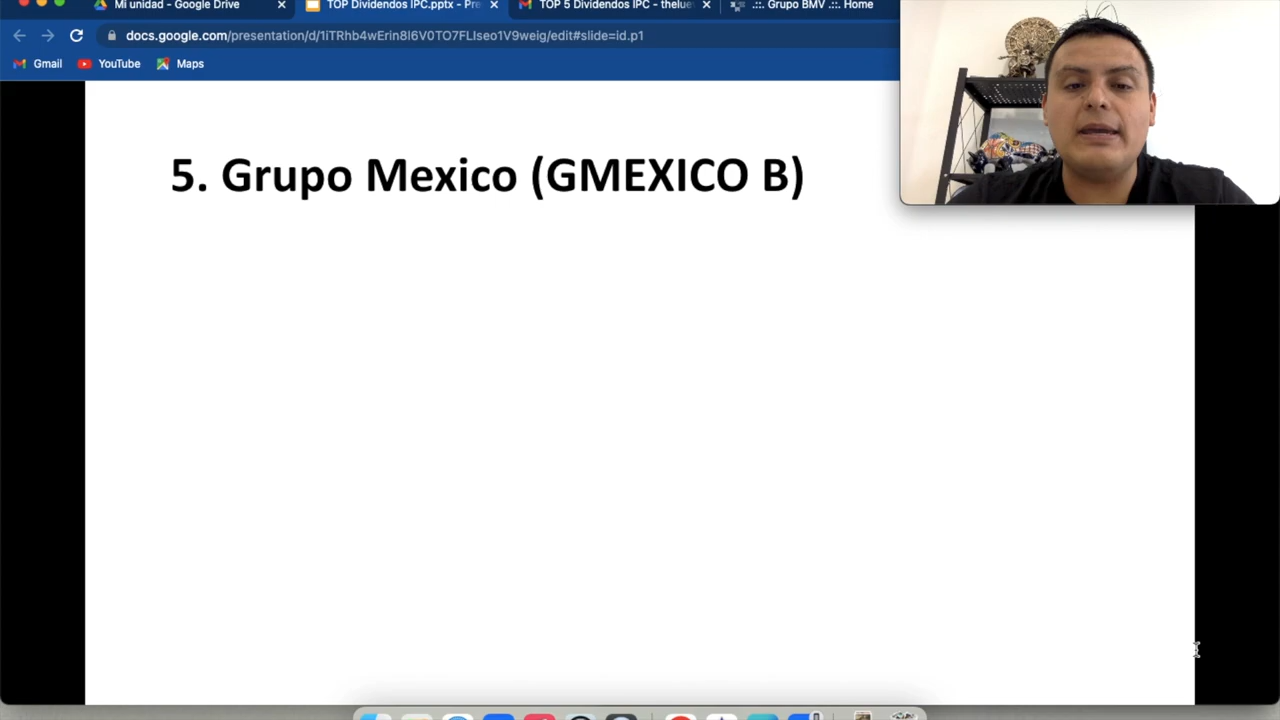 Mi unidad - Google Drive
TOP Dividendos IPC.pptx - Pre
TOP 5 Dividendos IPC - thelue
.::. Grupo BMV .::. Home
docs.google.com/presentation/d/1iTRhb4wErin8I6V0TO7FLIseo1V9weig/edit#slide=id.p1
Gmail
YouTube
Maps
5. Grupo Mexico (GMEXICO B)